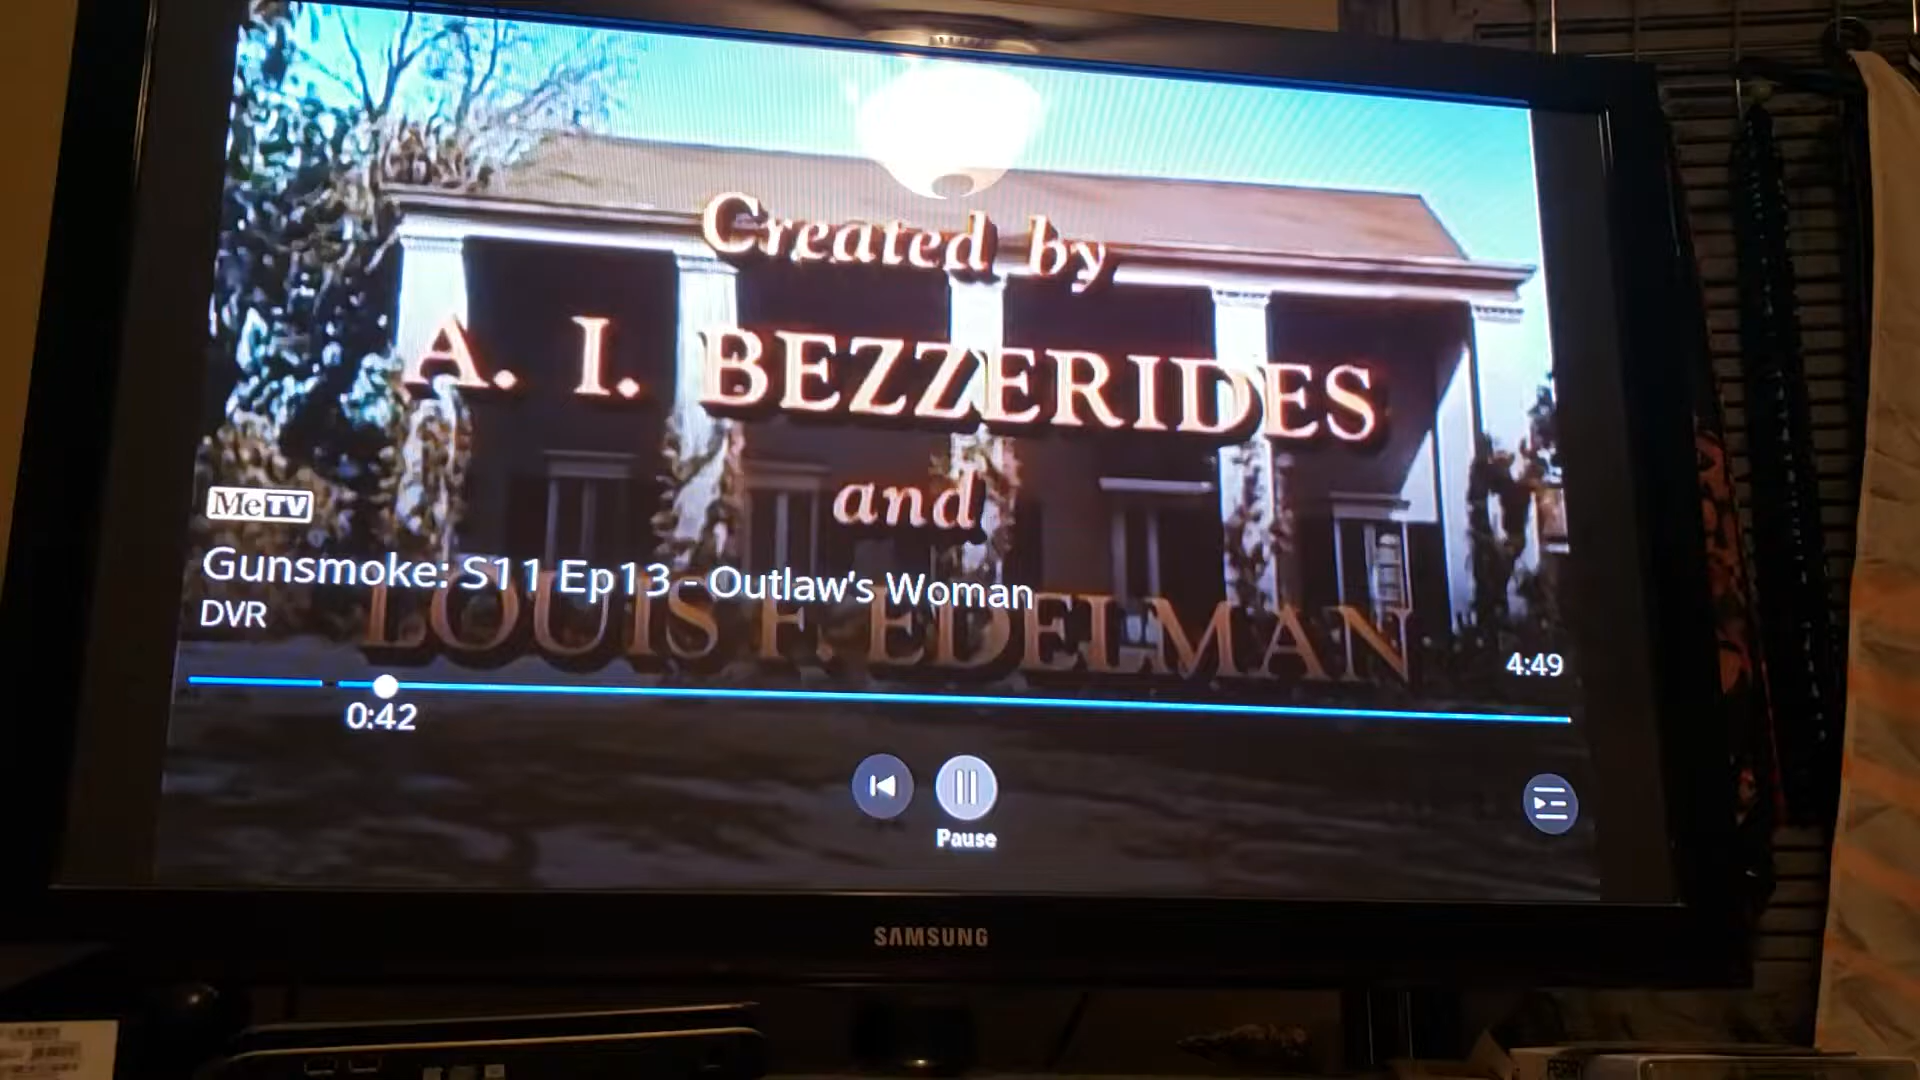 Created by
A. I. BEZZERIDES
and
MeTV
Gunsmoke: S11 Ep13 - Outlaw's Woman
DVR
LOUIS F. EDELMAN
4:49
0:42
Pause
SAMSUNG